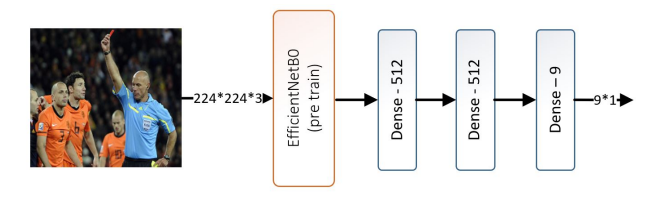 224*224*3
EfficientNetB0
(pre train)
Dense - 512
Dense - 512
Dense – 9
9*1